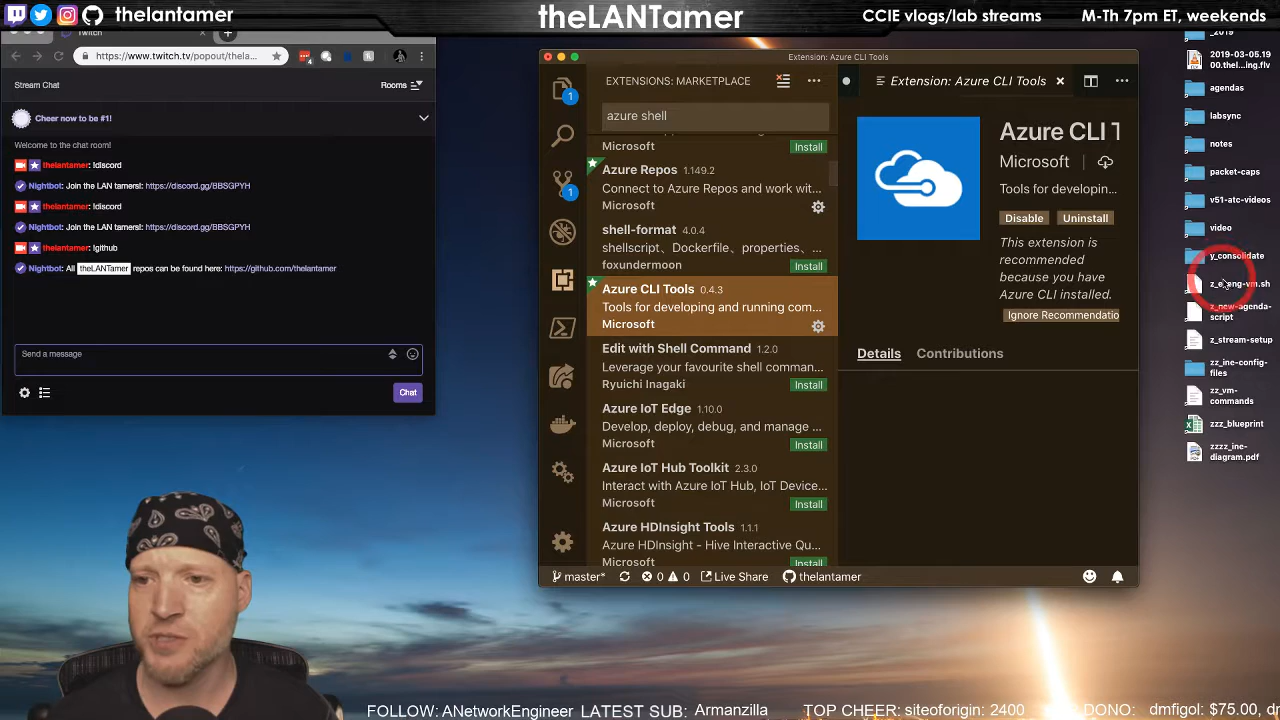 thelantamer
theLANTamer
CCIE vlogs/lab streams
M-Th 7pm ET, weekends
Twitch
https://www.twitch.tv/popout/thela...
4
Stream Chat
Rooms
Cheer now to be #1!
Welcome to the chat room!
thelantamer: !discord
Nightbot: Join the LAN tamers!: https://discord.gg/BBSGPYH
thelantamer: !discord
Nightbot: Join the LAN tamers!: https://discord.gg/BBSGPYH
thelantamer: !github
Nightbot: All theLANTamer repos can be found here: https://github.com/thelantamer
Send a message
Chat
Extension: Azure CLI Tools
1
1
EXTENSIONS: MARKETPLACE
azure shell
Microsoft
Install
Azure Repos 1.149.2
Connect to Azure Repos and work wit...
Microsoft
shell-format 4.0.4
shellscript、Dockerfile、properties、...
foxundermoon
Install
Azure CLI Tools 0.4.3
Tools for developing and running com...
Microsoft
Edit with Shell Command 1.2.0
Leverage your favourite shell comman...
Ryuichi Inagaki
Install
Azure IoT Edge 1.10.0
Develop, deploy, debug, and manage ...
Microsoft
Install
Azure IoT Hub Toolkit 2.3.0
Interact with Azure IoT Hub, IoT Device...
Microsoft
Install
Azure HDInsight Tools 1.1.1
Azure HDInsight - Hive Interactive Qu...
Microsoft
Install
Extension: Azure CLI Tools
Azure CLI T
Microsoft
Tools for developin...
Disable
Uninstall
This extension is
recommended
because you have
Azure CLI installed.
Ignore Recommendatio
Details
Contributions
master*
0
0
Live Share
thelantamer
_2019
2019-03-05.19
00.thel...ing.flv
agendas
labsync
notes
packet-caps
v51-atc-videos
video
y_consolidate
z_new-agenda-
script
z_stream-setup
zz_ine-config-
files
zz_vm-
commands
zzz_blueprint
zzzz_ine-
diagram.pdf
FOLLOW: ANetworkEngineer
LATEST SUB: Armanzilla
TOP CHEER: siteoforigin: 2400
TOP DONO: dmfigol: $75.00, d